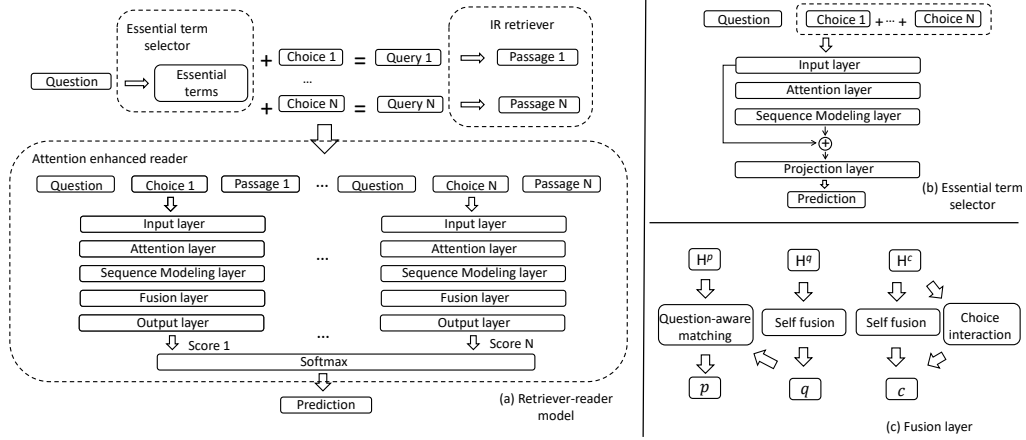 Essential term
selector
IR retriever
Question
Essential
terms
+ Choice 1 = Query 1
Passage 1
...
+ Choice N = Query N
Passage N
Attention enhanced reader
Question Choice 1 Passage 1 ... Question Choice N Passage N
Input layer Input layer
Attention layer ... Attention layer
Sequence Modeling layer Sequence Modeling layer
Fusion layer Fusion layer
Output layer ... Output layer
Score 1 Score N
Softmax
Prediction
(a) Retriever-reader
model
Question Choice 1 + ... + Choice N
Input layer
Attention layer
Sequence Modeling layer
+
Projection layer
Prediction
(b) Essential term
selector
Hᵖ H𐞥 Hᶜ
Question-aware
matching
Self fusion
Self fusion
Choice
interaction
p q c
(c) Fusion layer